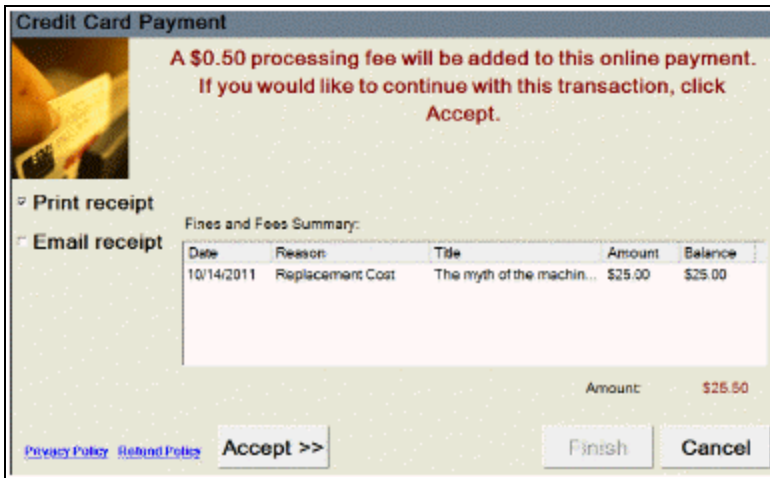 Credit Card Payment
A $0.50 processing fee will be added to this online payment.
If you would like to continue with this transaction, click
Accept.
Print receipt
Email receipt
Fines and Fees Summary:
Date Reason Title Amount Balance
10/14/2011 Replacement Cost The myth of the machin... $25.00 $25.00
Amount: $25.50
Privacy Policy Refund Policy Accept >> Finish Cancel